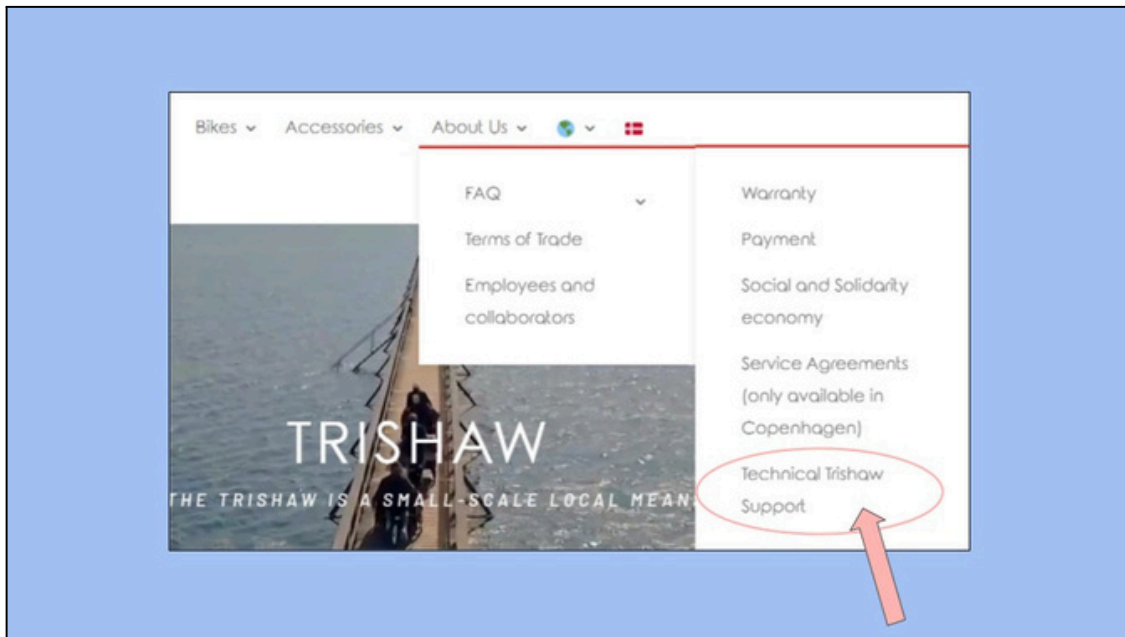 Bikes
Accessories
About Us
FAQ
Terms of Trade
Employees and
collaborators
Warranty
Payment
Social and Solidarity
economy
Service Agreements
(only available in
Copenhagen)
Technical Trishaw
Support
TRISHAW
THE TRISHAW IS A SMALL-SCALE LOCAL MEAN